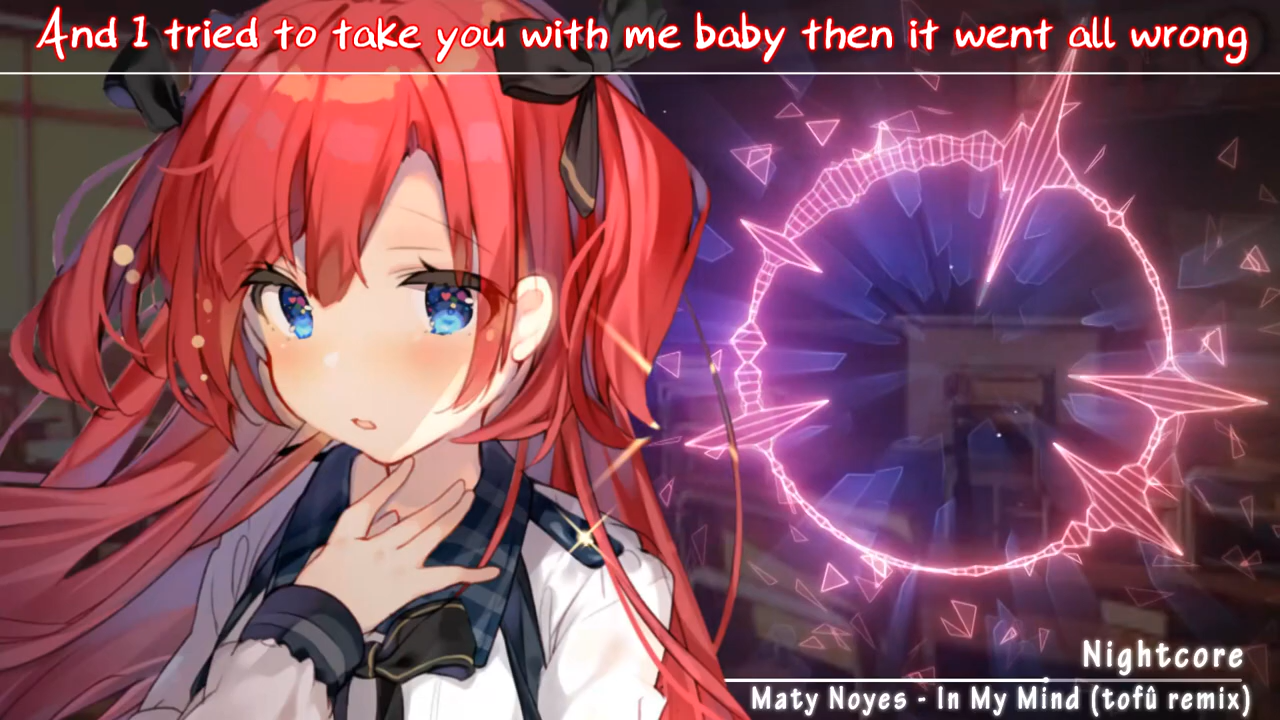 And I tried to take you with me baby then it went all wrong
Nightcore
Maty Noyes - In My Mind (tofû remix)